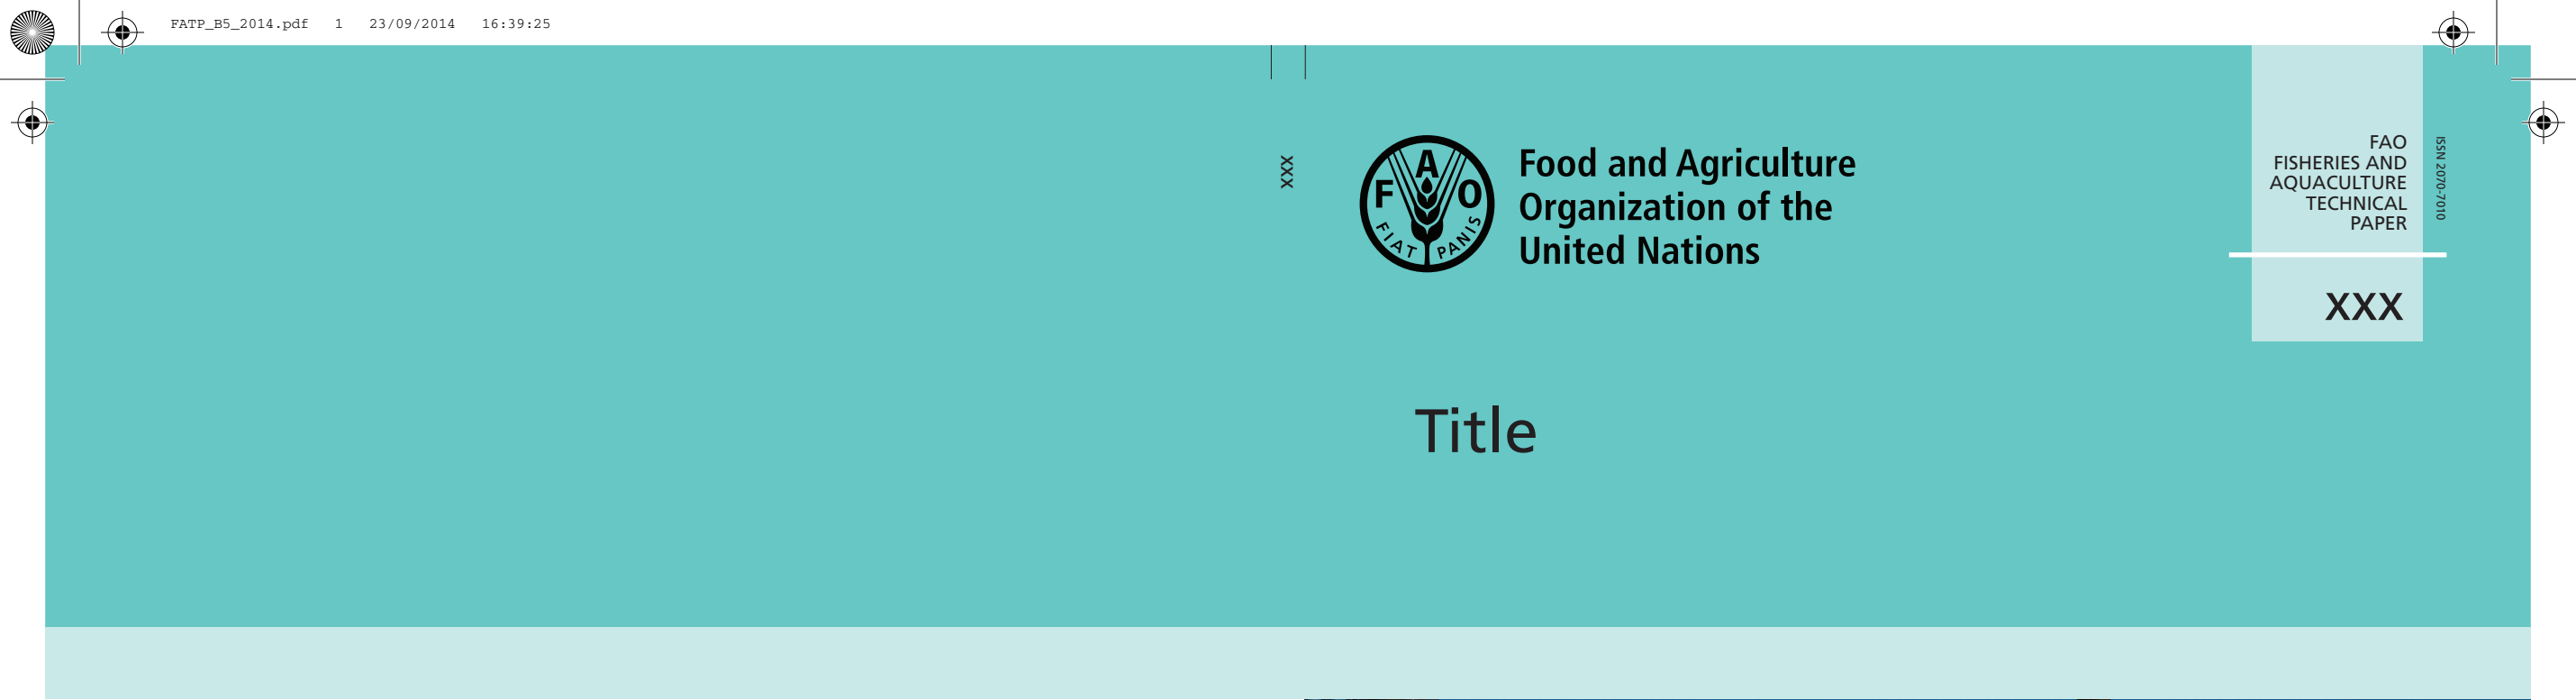 FATP_B5_2014.pdf 1 23/09/2014 16:39:25
XXX
F A O
FIAT PANIS
Food and Agriculture
Organization of the
United Nations
FAO
FISHERIES AND
AQUACULTURE
TECHNICAL
PAPER
ISSN 2070-7010
XXX
Title